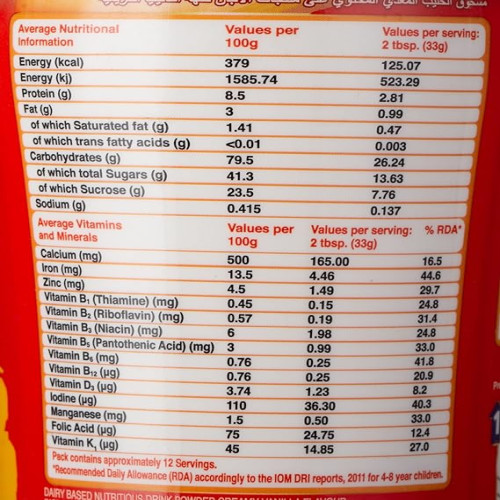 Average Nutritional Information Values per 100g Values per serving: 2 tbsp. (33g)
Energy (kcal) 379 125.07
Energy (kj) 1585.74 523.29
Protein (g) 8.5 2.81
Fat (g) 3 0.99
of which Saturated fat (g) 1.41 0.47
of which trans fatty acids (g) <0.01 0.003
Carbohydrates (g) 79.5 26.24
of which total Sugars (g) 41.3 13.63
of which Sucrose (g) 23.5 7.76
Sodium (g) 0.415 0.137
Average Vitamins and Minerals Values per 100g Values per serving: 2 tbsp. (33g) % RDA*
Calcium (mg) 500 165.00 16.5
Iron (mg) 13.5 4.46 44.6
Zinc (mg) 4.5 1.49 29.7
Vitamin B₁ (Thiamine) (mg) 0.45 0.15 24.8
Vitamin B₂ (Riboflavin) (mg) 0.57 0.19 31.4
Vitamin B₃ (Niacin) (mg) 6 1.98 24.8
Vitamin B₅ (Pantothenic Acid) (mg) 3 0.99 33.0
Vitamin B₆ (mg) 0.76 0.25 41.8
Vitamin B₁₂ (µg) 0.76 0.25 20.9
Vitamin D₃ (µg) 3.74 1.23 8.2
Iodine (µg) 110 36.30 40.3
Manganese (mg) 1.5 0.50 33.0
Folic Acid (µg) 75 24.75 12.4
Vitamin K₁ (µg) 45 14.85 27.0
Pack contains approximately 12 Servings.
*Recommended Daily Allowance (RDA) accordingly to the IOM DRI reports, 2011 for 4-8 year children.
DAIRY BASED NUTRITIOUS DRINK POWDER CREAMY VANILLA FLAVOUR